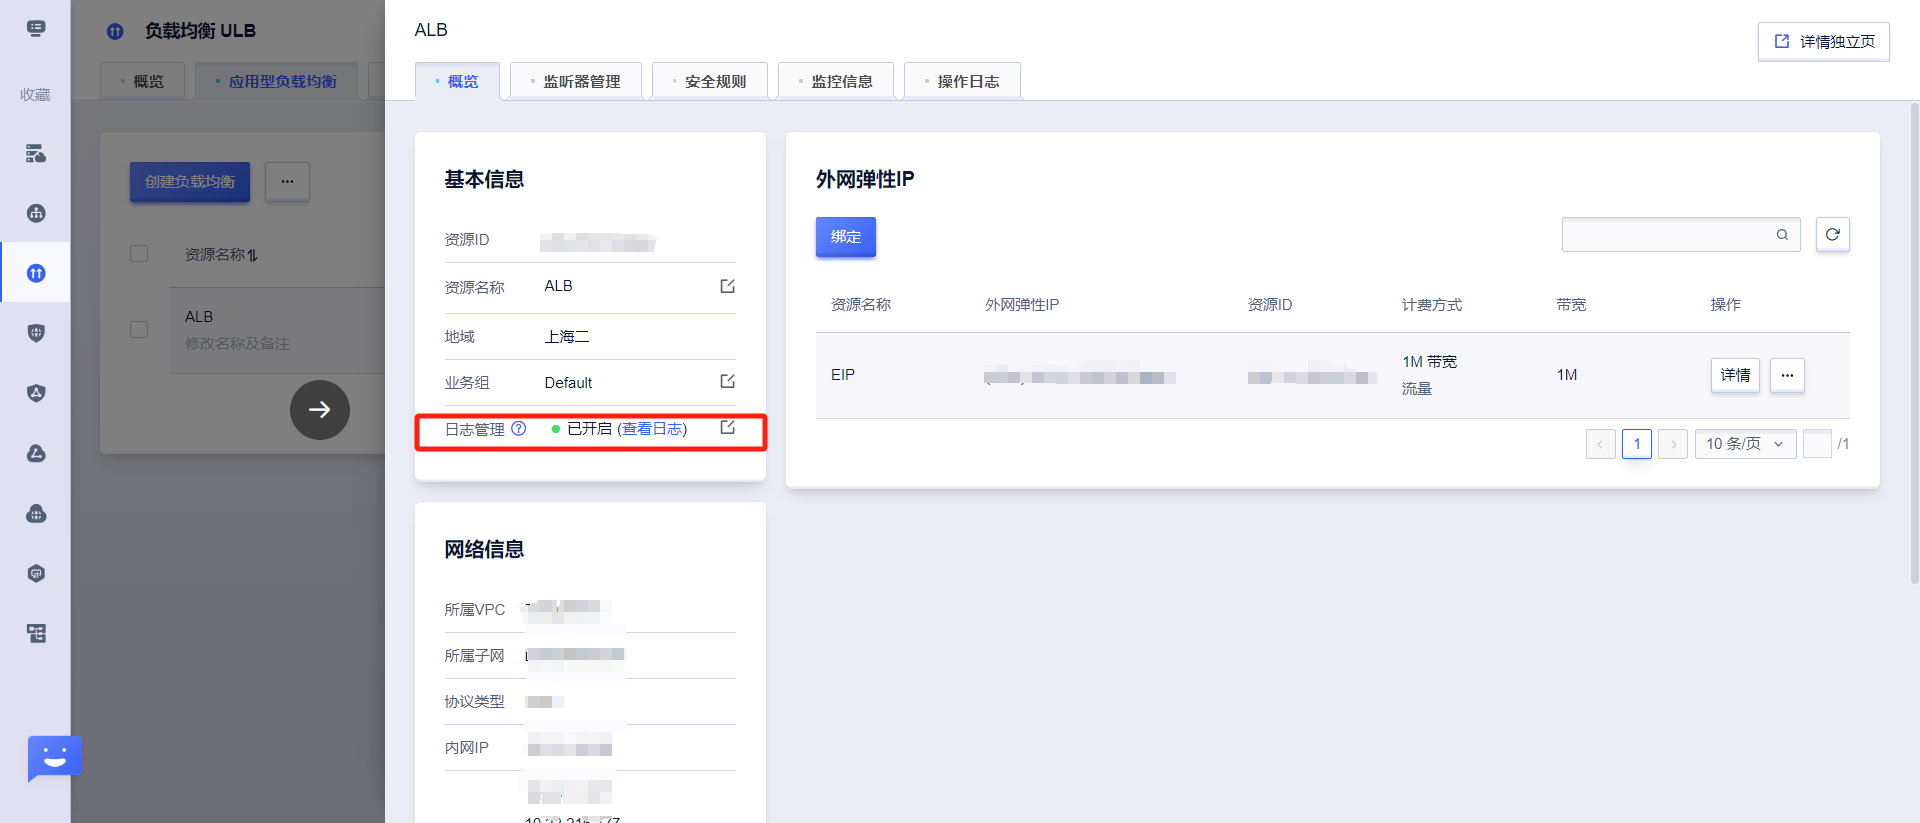 收藏
负载均衡 ULB
概览
应用型负载均衡
创建负载均衡
...
资源名称
ALB
修改名称及备注
ALB
详情独立页
概览
监听器管理
安全规则
监控信息
操作日志
基本信息
资源ID
资源名称 ALB
地域 上海二
业务组 Default
日志管理 已开启 (查看日志)
网络信息
所属VPC
所属子网
协议类型
内网IP
外网弹性IP
绑定
资源名称 外网弹性IP 资源ID 计费方式 带宽 操作
EIP 1M 带宽 1M 详情 ...
流量
1 10 条/页 /1